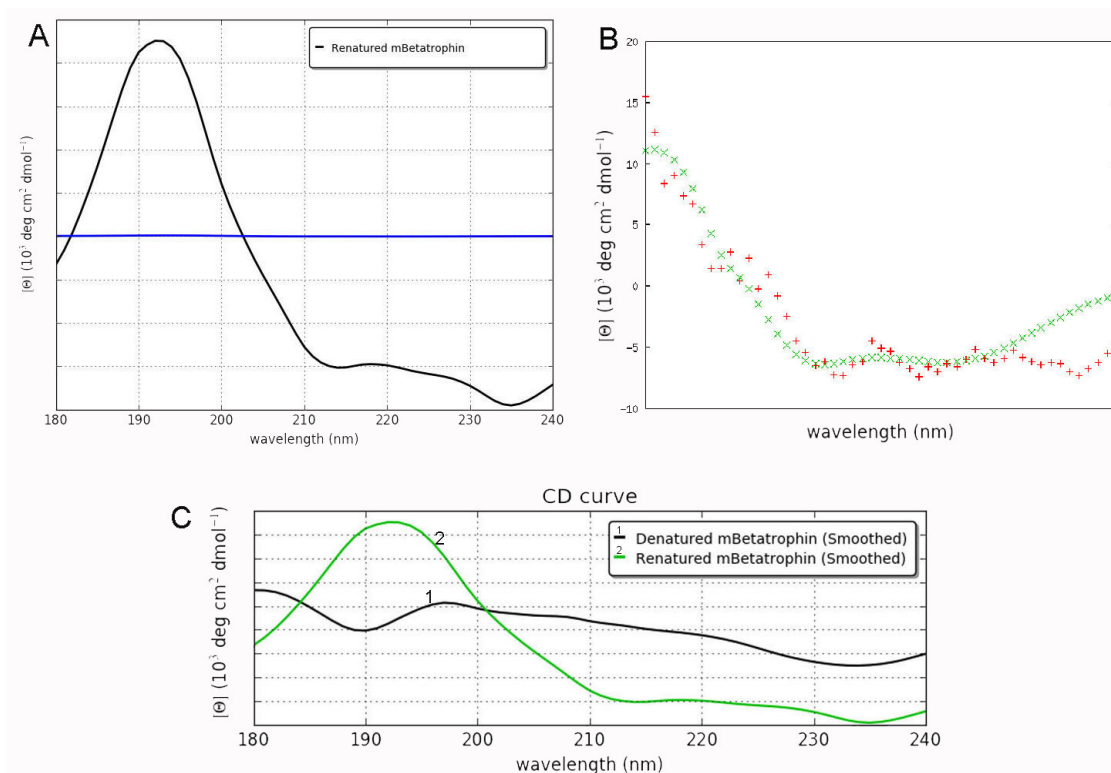 A
Renatured mBetatrophin
[Θ] (10³ deg cm² dmol⁻¹)
180 190 200 210 220 230 240
wavelength (nm)
B
20
15
10
5
0
−5
−10
[Θ] (10³ deg cm² dmol⁻¹)
wavelength (nm)
C
CD curve
[Θ] (10³ deg cm² dmol⁻¹)
1 Denatured mBetatrophin (Smoothed)
2 Renatured mBetatrophin (Smoothed)
2
1
180 190 200 210 220 230 240
wavelength (nm)